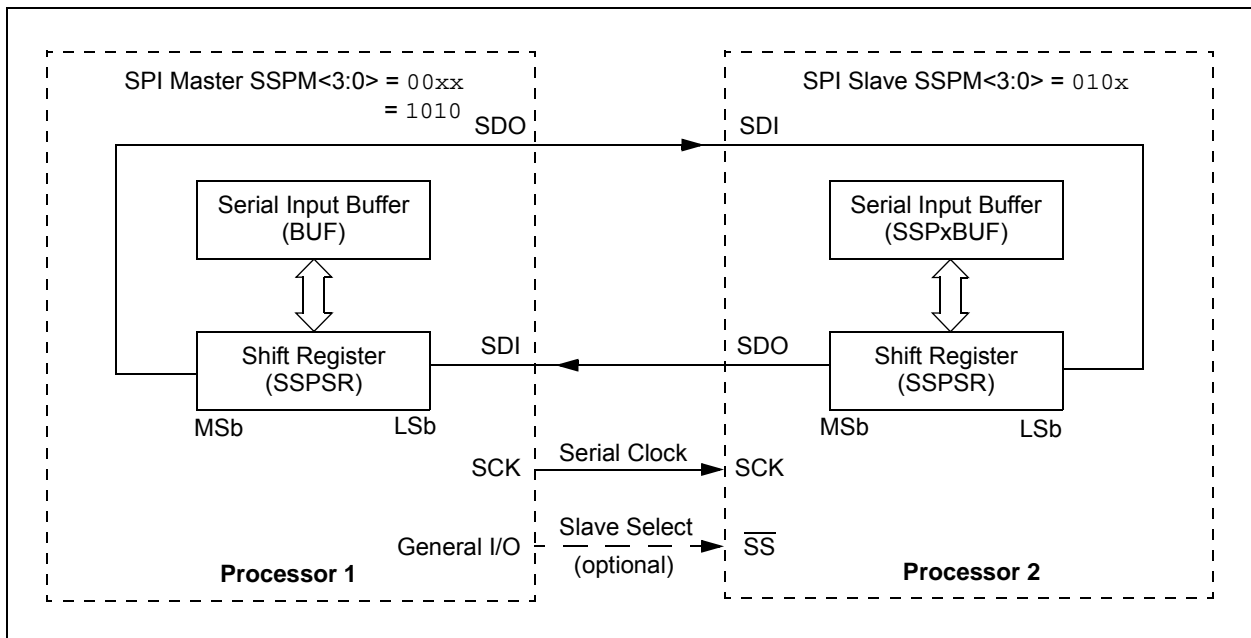 SPI Master SSPM<3:0> = 00xx
= 1010
SDO
Serial Input Buffer
(BUF)
Shift Register
(SSPSR)
MSb
LSb
SDI
SCK
General I/O
Processor 1
Serial Clock
Slave Select
(optional)
SPI Slave SSPM<3:0> = 010x
SDI
Serial Input Buffer
(SSPxBUF)
SDO
Shift Register
(SSPSR)
MSb
LSb
SCK
S̅S̅
Processor 2